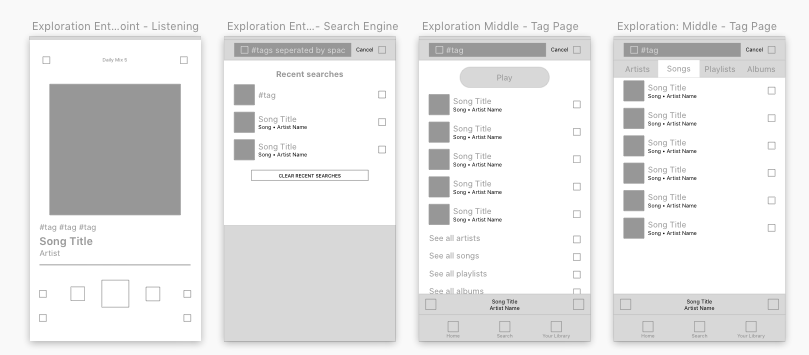 Exploration Ent...oint - Listening
Daily Mix 5
#tag #tag #tag
Song Title
Artist
Exploration Ent...- Search Engine
#tags seperated by spac
Cancel
Recent searches
#tag
Song Title
Song • Artist Name
Song Title
Song • Artist Name
CLEAR RECENT SEARCHES
Exploration Middle - Tag Page
#tag
Cancel
Play
Song Title
Song • Artist Name
Song Title
Song • Artist Name
Song Title
Song • Artist Name
Song Title
Song • Artist Name
Song Title
Song • Artist Name
See all artists
See all songs
See all playlists
See all albums
Song Title
Artist Name
Home Search Your Library
Exploration: Middle - Tag Page
#tag
Cancel
Artists Songs Playlists Albums
Song Title
Song • Artist Name
Song Title
Song • Artist Name
Song Title
Song • Artist Name
Song Title
Song • Artist Name
Song Title
Song • Artist Name
Song Title
Song • Artist Name
Song Title
Artist Name
Home Search Your Library